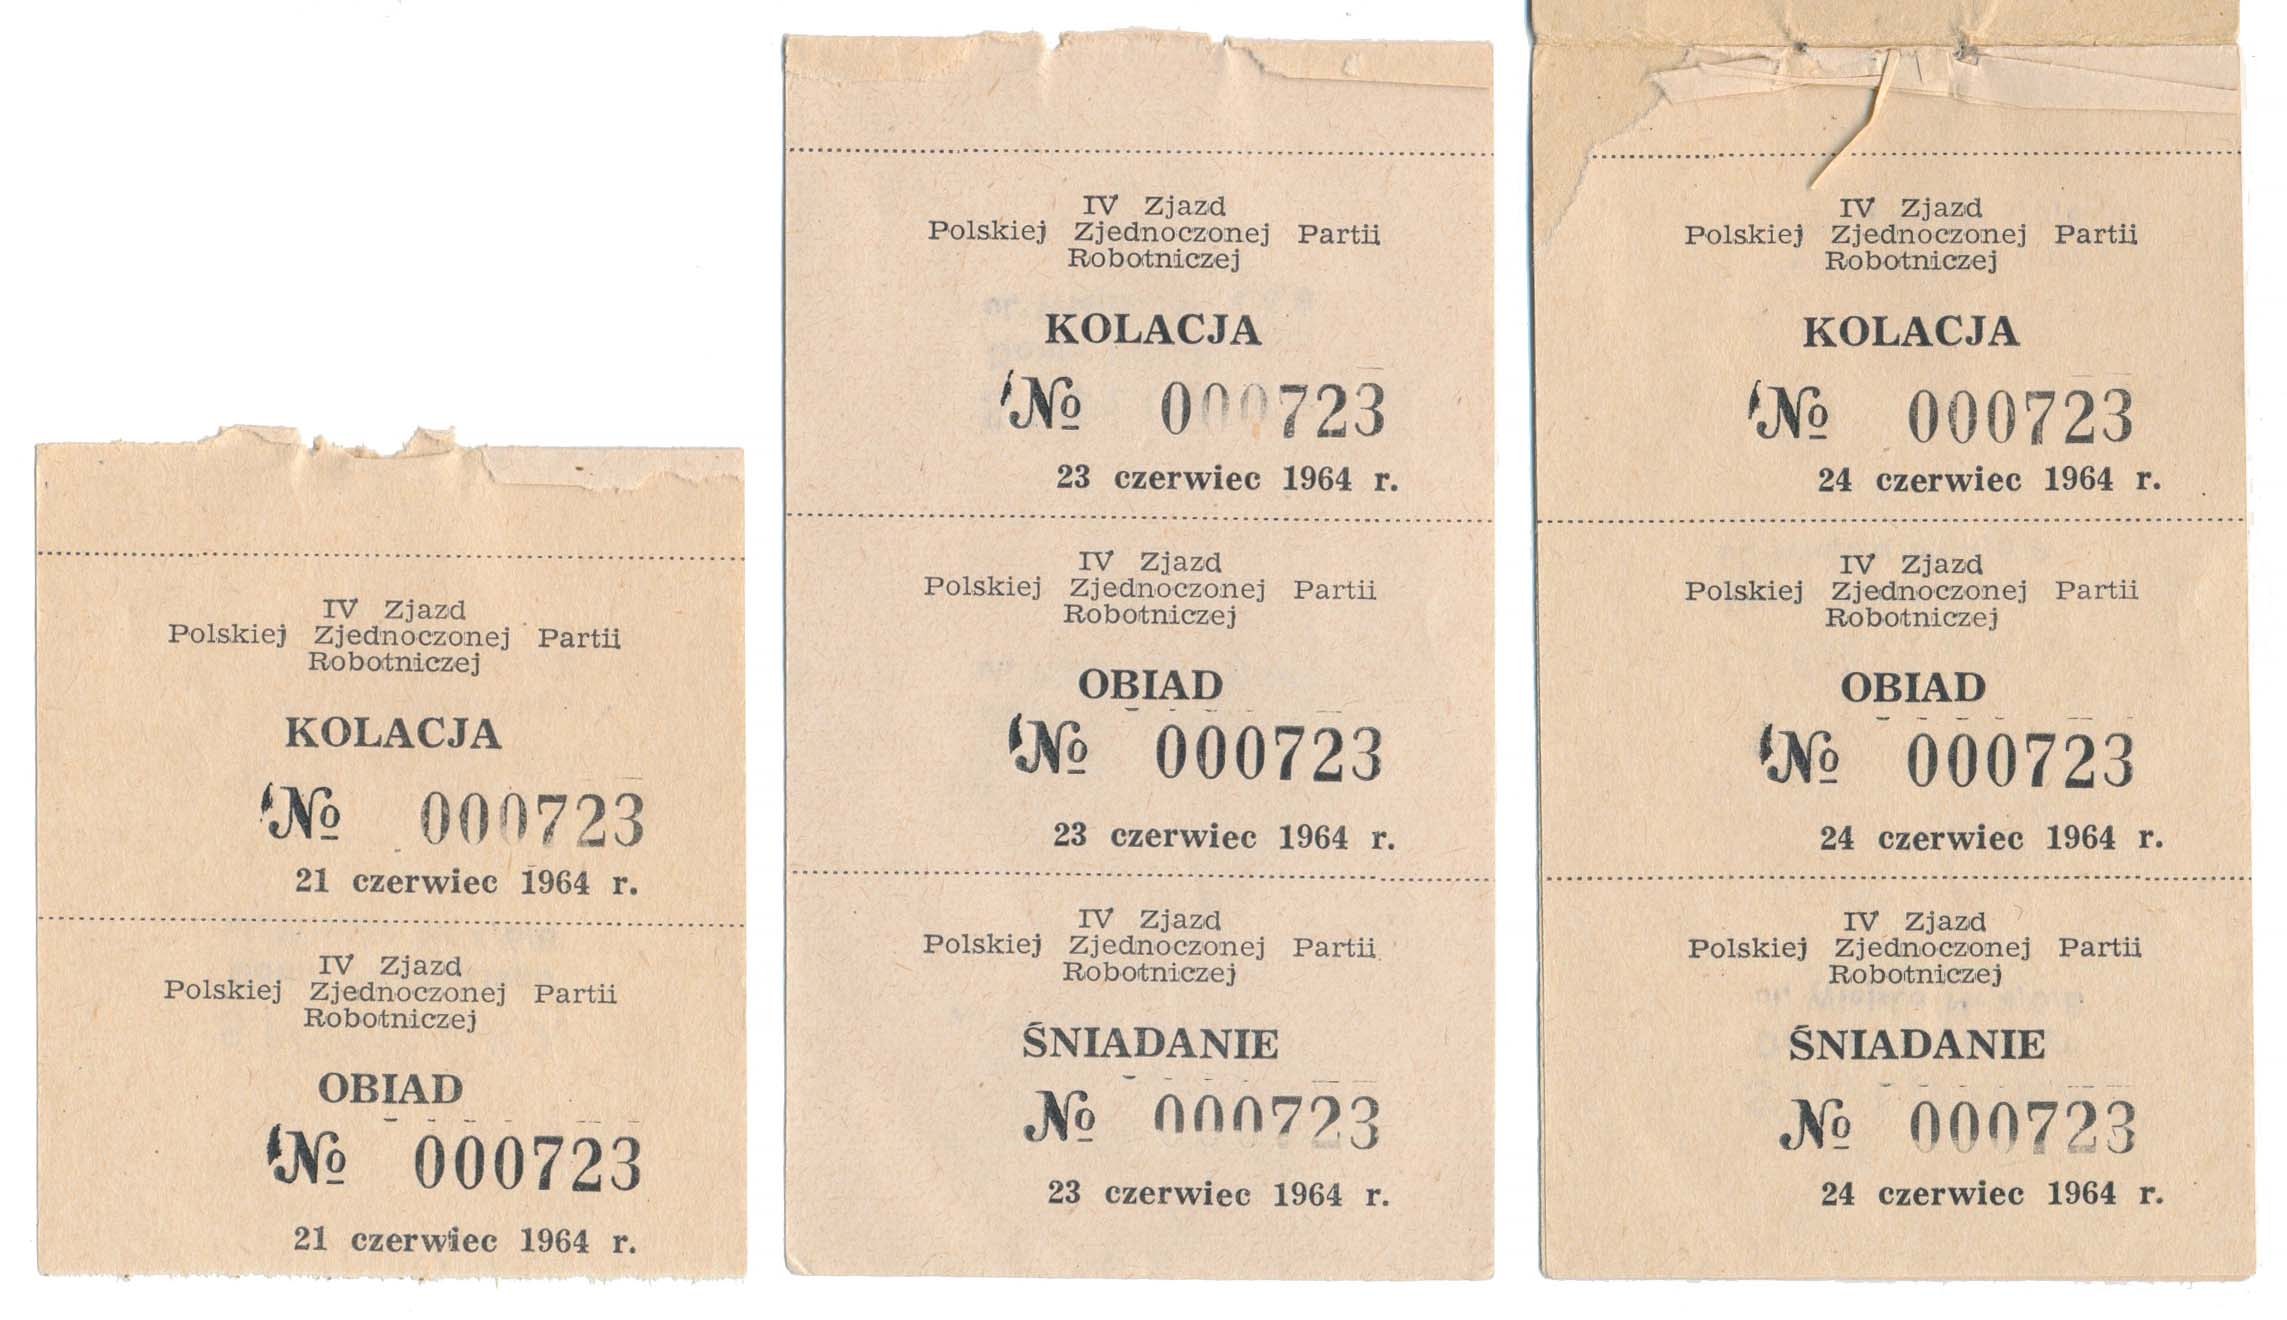 IV Zjazd
Polskiej Zjednoczonej Partii
Robotniczej
KOLACJA
№ 000723
21 czerwiec 1964 r.
IV Zjazd
Polskiej Zjednoczonej Partii
Robotniczej
OBIAD
№ 000723
21 czerwiec 1964 r.
IV Zjazd
Polskiej Zjednoczonej Partii
Robotniczej
KOLACJA
№ 000723
23 czerwiec 1964 r.
IV Zjazd
Polskiej Zjednoczonej Partii
Robotniczej
OBIAD
№ 000723
23 czerwiec 1964 r.
IV Zjazd
Polskiej Zjednoczonej Partii
Robotniczej
ŚNIADANIE
№ 000723
23 czerwiec 1964 r.
IV Zjazd
Polskiej Zjednoczonej Partii
Robotniczej
KOLACJA
№ 000723
24 czerwiec 1964 r.
IV Zjazd
Polskiej Zjednoczonej Partii
Robotniczej
OBIAD
№ 000723
24 czerwiec 1964 r.
IV Zjazd
Polskiej Zjednoczonej Partii
Robotniczej
ŚNIADANIE
№ 000723
24 czerwiec 1964 r.